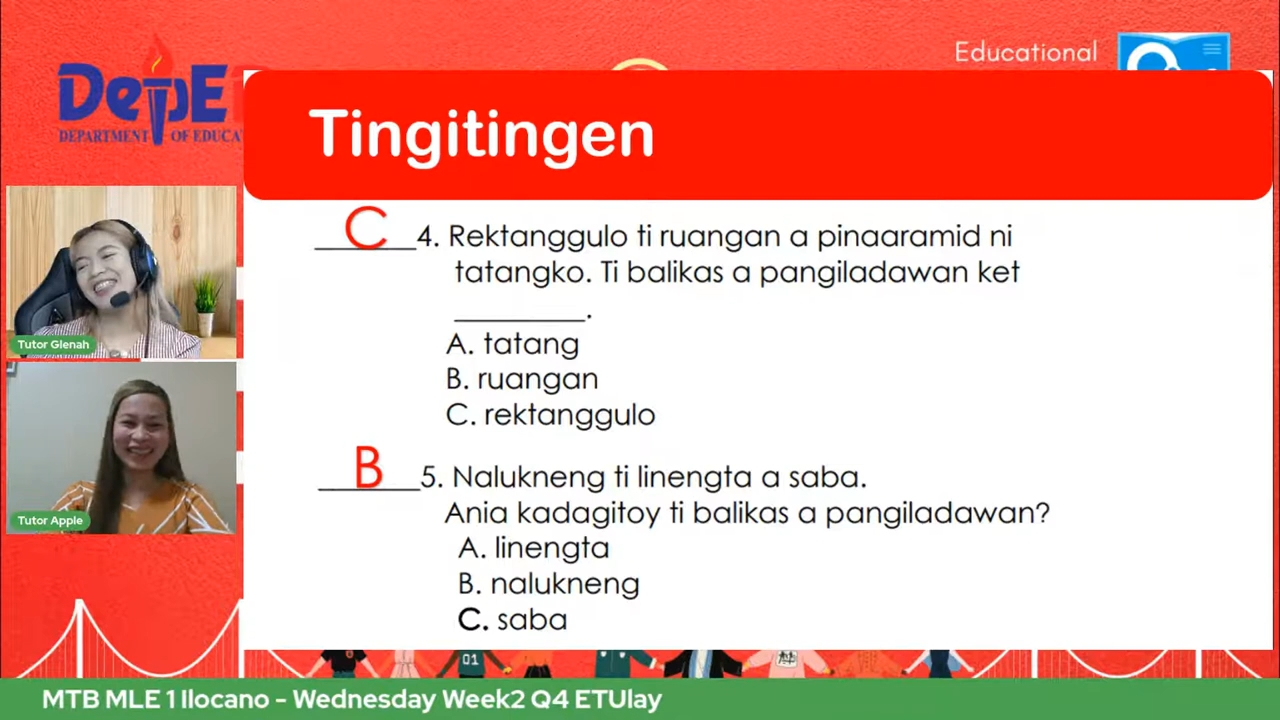 Educational
DepE
DEPARTMENT OF EDUCA
Tingitingen
C 4. Rektanggulo ti ruangan a pinaaramid ni
tatangko. Ti balikas a pangiladawan ket
________.
A. tatang
B. ruangan
C. rektanggulo
B 5. Nalukneng ti linengta a saba.
Ania kadagitoy ti balikas a pangiladawan?
A. linengta
B. nalukneng
C. saba
Tutor Glenah
Tutor Apple
01
MTB MLE 1 Ilocano - Wednesday Week2 Q4 ETUlay